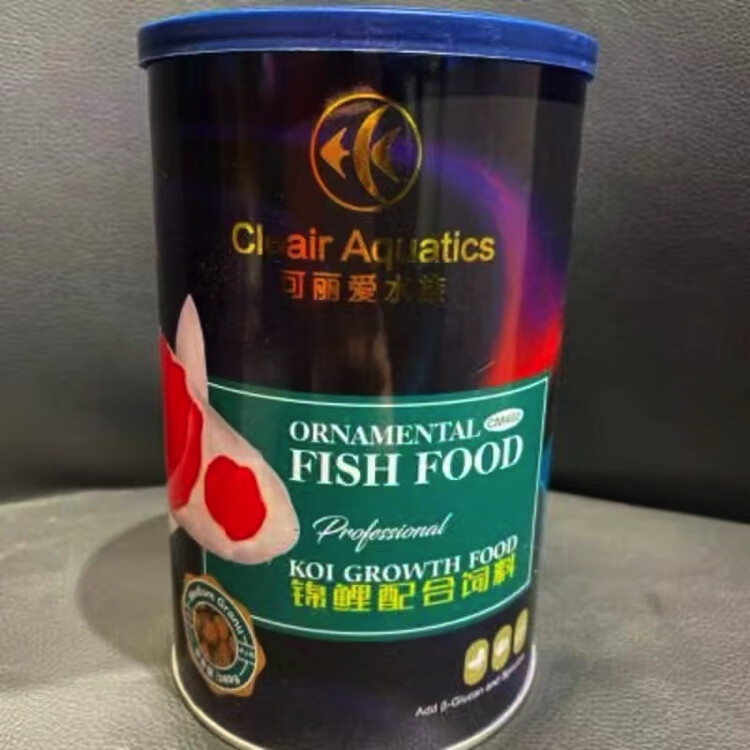 Cleair Aquatics
可丽爱水族
ORNAMENTAL
FISH FOOD
Professional
KOI GROWTH FOOD
锦鲤配合饲料
Add β-Glucan and